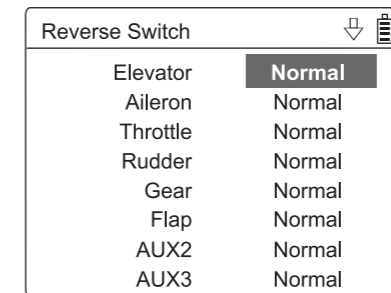 Reverse Switch
Elevator Normal
Aileron Normal
Throttle Normal
Rudder Normal
Gear Normal
Flap Normal
AUX2 Normal
AUX3 Normal